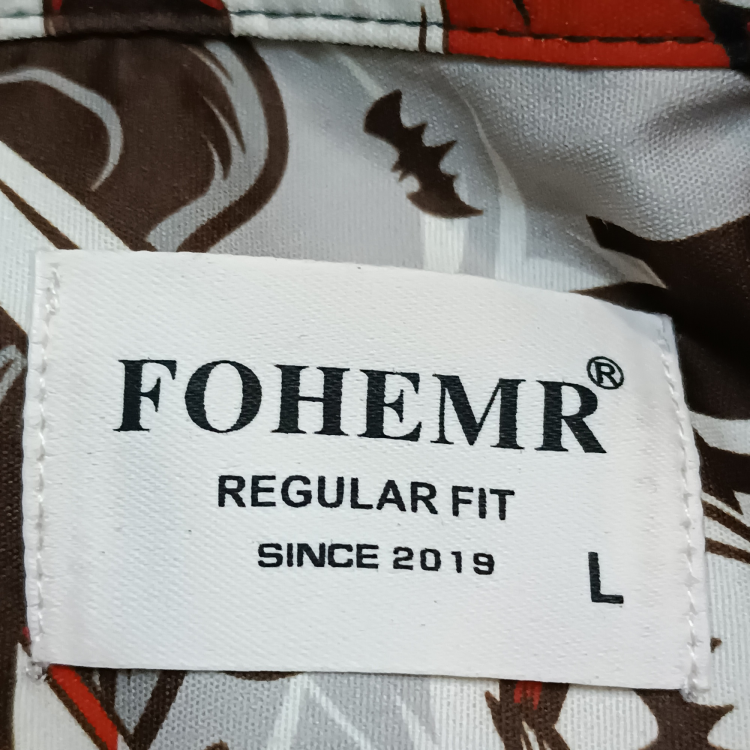 FOHEMR®
REGULAR FIT
SINCE 2019
L